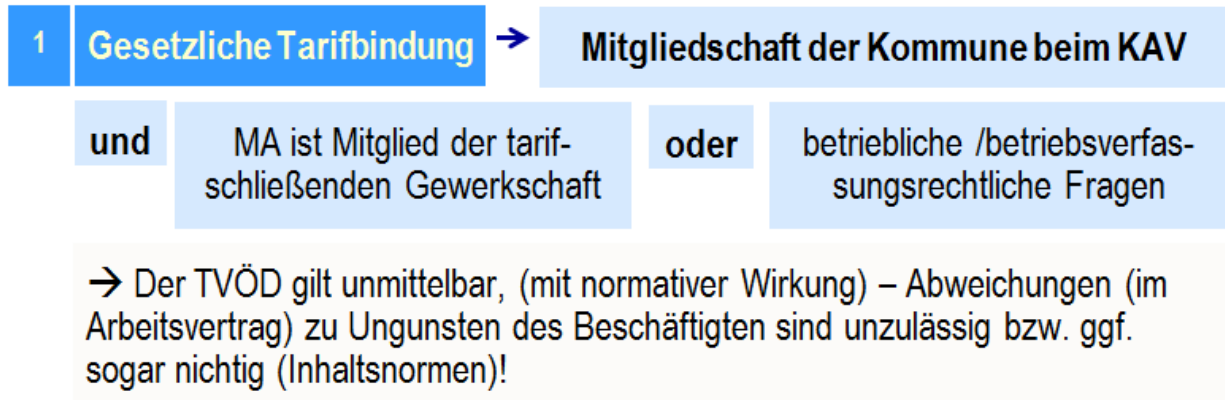 1 Gesetzliche Tarifbindung → Mitgliedschaft der Kommune beim KAV
und
MA ist Mitglied der tarif-
schließenden Gewerkschaft
oder
betriebliche /betriebsverfas-
sungsrechtliche Fragen
→ Der TVÖD gilt unmittelbar, (mit normativer Wirkung) – Abweichungen (im
Arbeitsvertrag) zu Ungunsten des Beschäftigten sind unzulässig bzw. ggf.
sogar nichtig (Inhaltsnormen)!